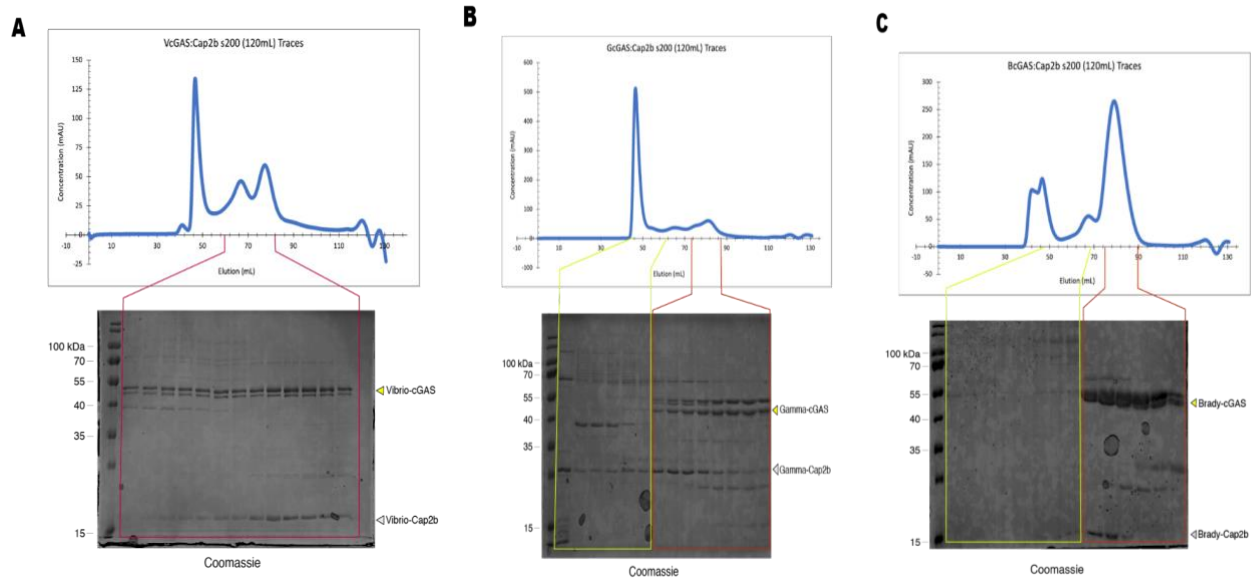 A
VcGAS:Cap2b s200 (120mL) Traces
Concentration (mAU)
150
125
100
75
50
25
0
-25
-10 10 30 50 70 90 110 130
Elution (mL)
100 kDa
70
55
40
35
15
Vibrio-cGAS
Vibrio-Cap2b
Coomassie
B
GcGAS:Cap2b s200 (120mL) Traces
Concentration (mAU)
600
500
400
300
200
100
0
-100
-10 10 30 50 70 90 110 130
Elution (mL)
100 kDa
70
55
40
35
15
Gamma-cGAS
Gamma-Cap2b
Coomassie
C
BcGAS:Cap2b s200 (120mL) Traces
Concentration (mAU)
300
250
200
150
100
50
0
-50
-10 10 30 50 70 90 110 130
Elution (mL)
100 kDa
70
55
40
35
15
Brady-cGAS
Brady-Cap2b
Coomassie